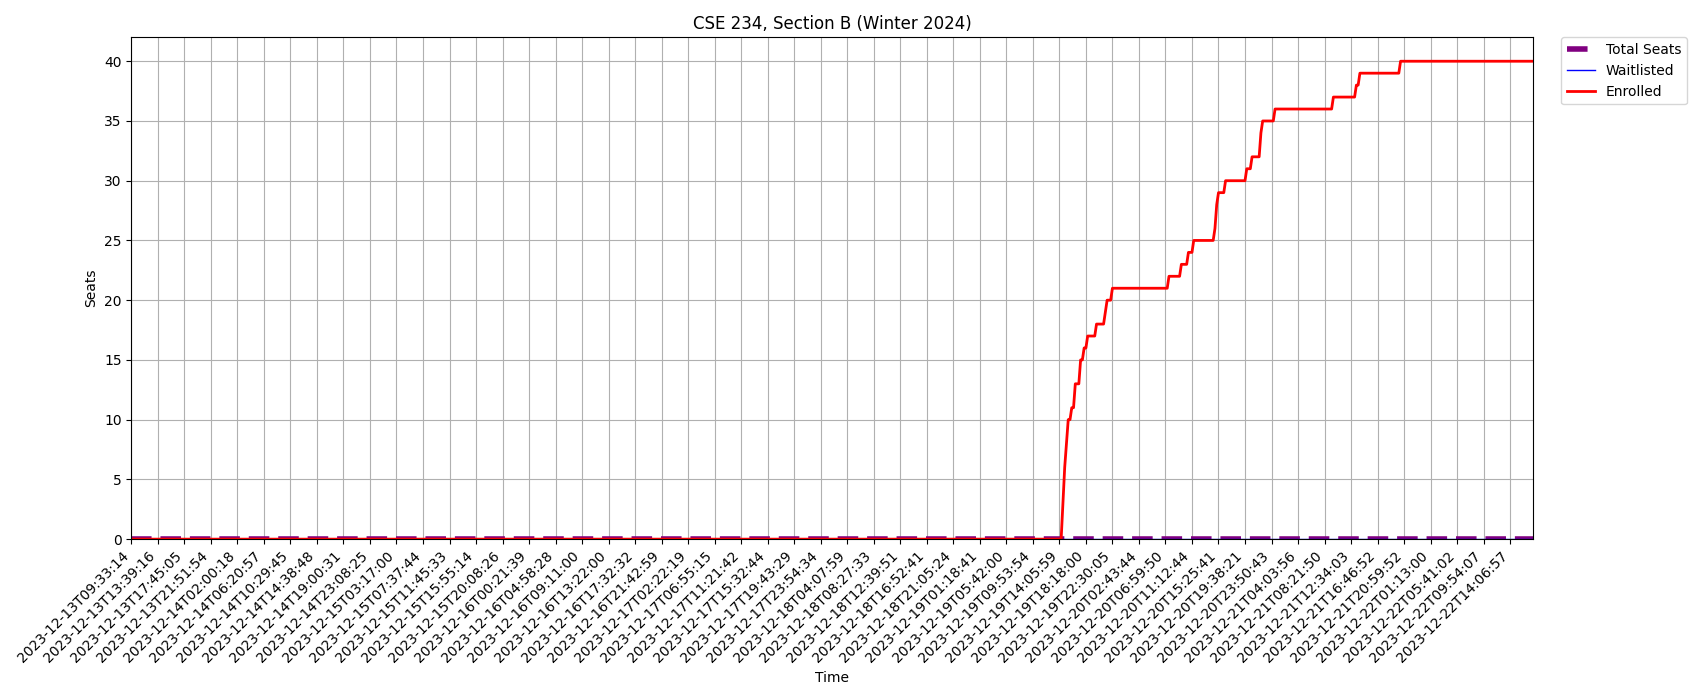 CSE 234, Section B (Winter 2024)
Total Seats
Waitlisted
Enrolled
Seats
40
35
30
25
20
15
10
5
0
2023-12-13T09:33:14
2023-12-13T13:39:16
2023-12-13T17:45:05
2023-12-13T21:51:54
2023-12-14T02:00:18
2023-12-14T06:20:57
2023-12-14T10:29:45
2023-12-14T14:38:48
2023-12-14T19:00:31
2023-12-14T23:08:25
2023-12-15T03:17:00
2023-12-15T07:37:44
2023-12-15T11:45:33
2023-12-15T15:55:14
2023-12-15T20:08:26
2023-12-16T00:21:39
2023-12-16T04:58:28
2023-12-16T09:11:00
2023-12-16T13:22:00
2023-12-16T17:32:32
2023-12-16T21:42:59
2023-12-17T02:22:19
2023-12-17T06:55:15
2023-12-17T11:21:42
2023-12-17T15:32:44
2023-12-17T19:43:29
2023-12-17T23:54:34
2023-12-18T04:07:59
2023-12-18T08:27:33
2023-12-18T12:39:51
2023-12-18T16:52:41
2023-12-18T21:05:24
2023-12-19T01:18:41
2023-12-19T05:42:00
2023-12-19T09:53:54
2023-12-19T14:05:59
2023-12-19T18:18:00
2023-12-19T22:30:05
2023-12-20T02:43:44
2023-12-20T06:59:50
2023-12-20T11:12:44
2023-12-20T15:25:41
2023-12-20T19:38:21
2023-12-20T23:50:43
2023-12-21T04:03:56
2023-12-21T08:21:50
2023-12-21T12:34:03
2023-12-21T16:46:52
2023-12-21T20:59:52
2023-12-22T01:13:00
2023-12-22T05:41:02
2023-12-22T09:54:07
2023-12-22T14:06:57
Time